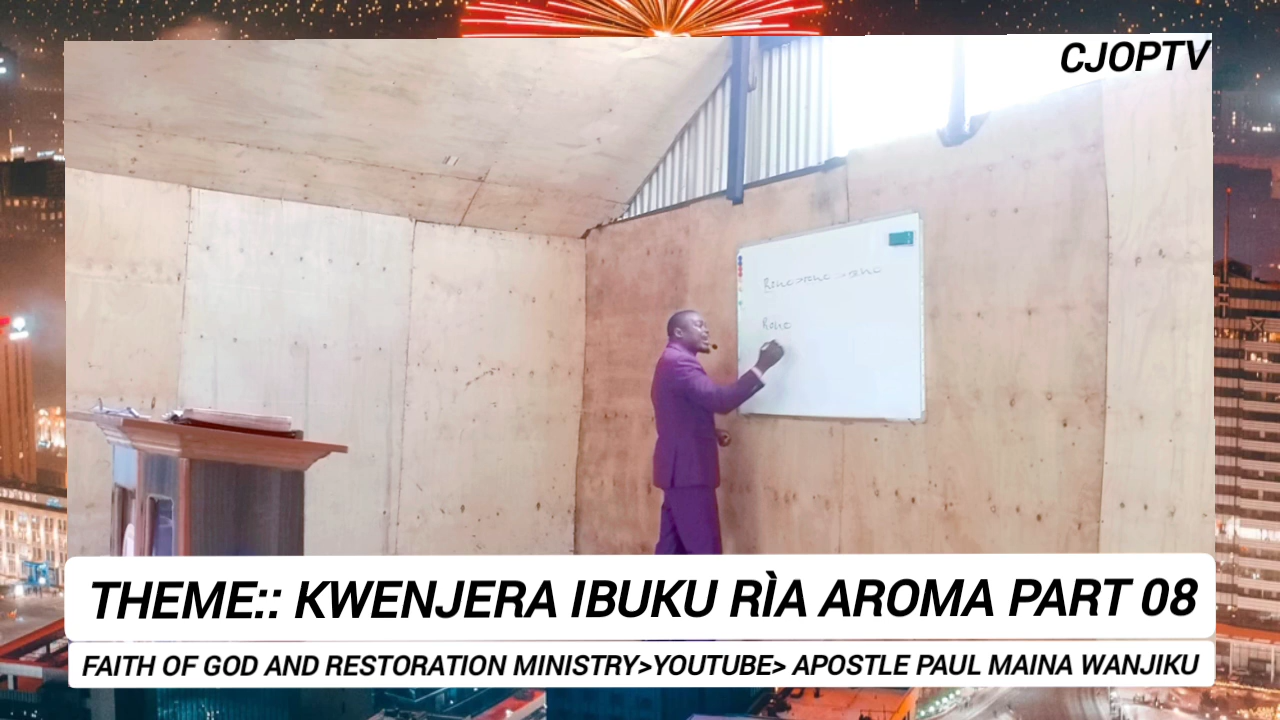 CJOPTV
THEME:: KWENJERA IBUKU RÌA AROMA PART 08
FAITH OF GOD AND RESTORATION MINISTRY>YOUTUBE> APOSTLE PAUL MAINA WANJIKU